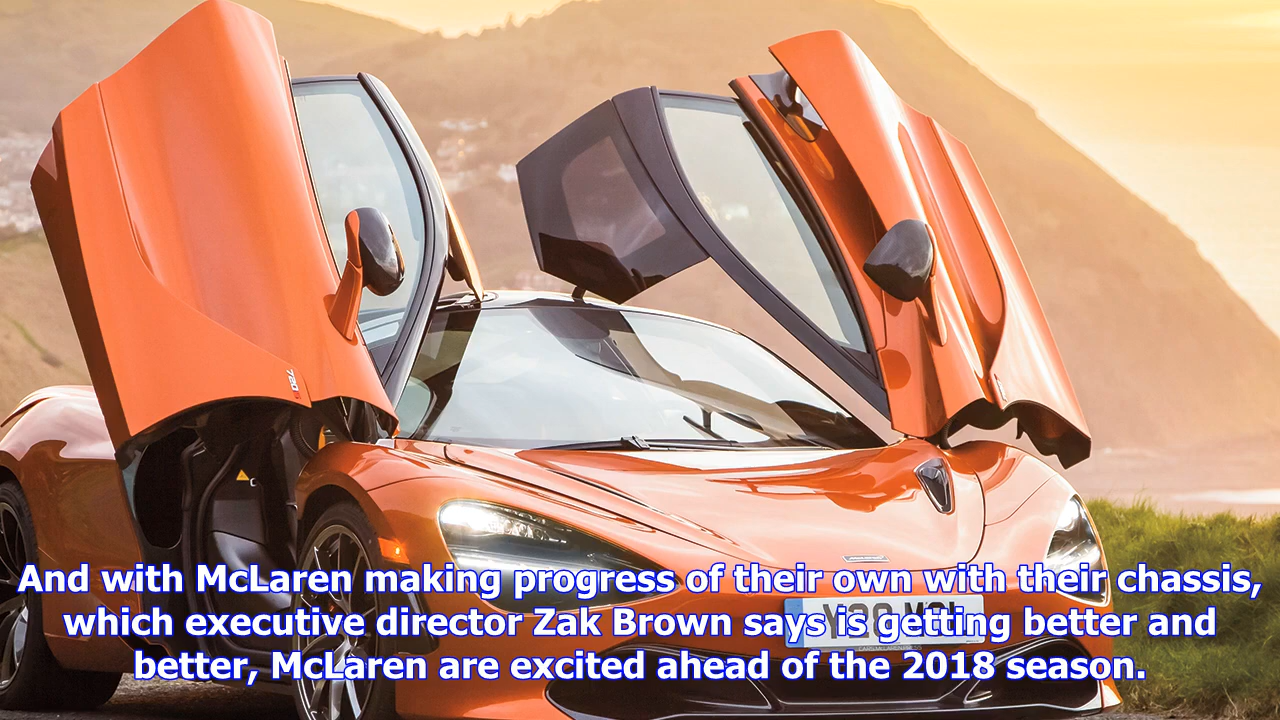 720
And with McLaren making progress of their own with their chassis,
which executive director Zak Brown says is getting better and
better, McLaren are excited ahead of the 2018 season.